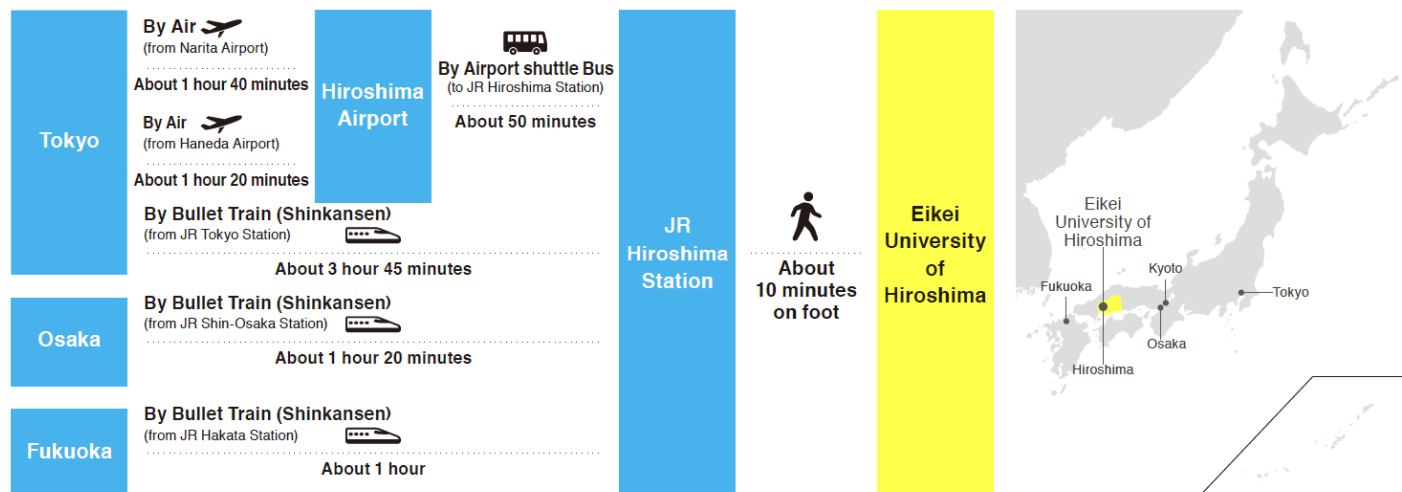 Tokyo
By Air
(from Narita Airport)
About 1 hour 40 minutes
By Air
(from Haneda Airport)
About 1 hour 20 minutes
Hiroshima
Airport
By Airport shuttle Bus
(to JR Hiroshima Station)
About 50 minutes
By Bullet Train (Shinkansen)
(from JR Tokyo Station)
About 3 hour 45 minutes
Osaka
By Bullet Train (Shinkansen)
(from JR Shin-Osaka Station)
About 1 hour 20 minutes
Fukuoka
By Bullet Train (Shinkansen)
(from JR Hakata Station)
About 1 hour
JR
Hiroshima
Station
About
10 minutes
on foot
Eikei
University
of
Hiroshima
Eikei
University of
Hiroshima
Kyoto
Fukuoka
Tokyo
Osaka
Hiroshima